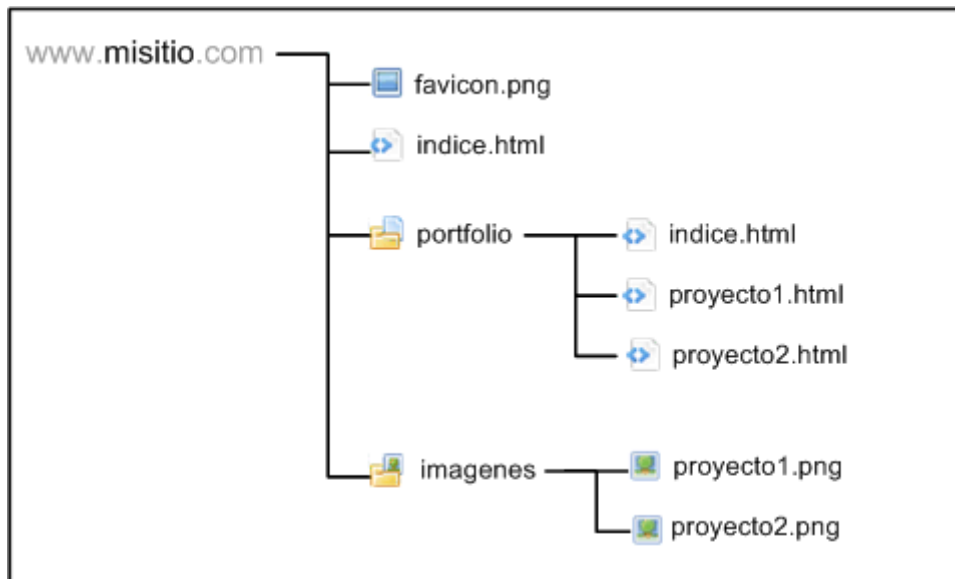 www.misitio.com
favicon.png
indice.html
portfolio
indice.html
proyecto1.html
proyecto2.html
imagenes
proyecto1.png
proyecto2.png